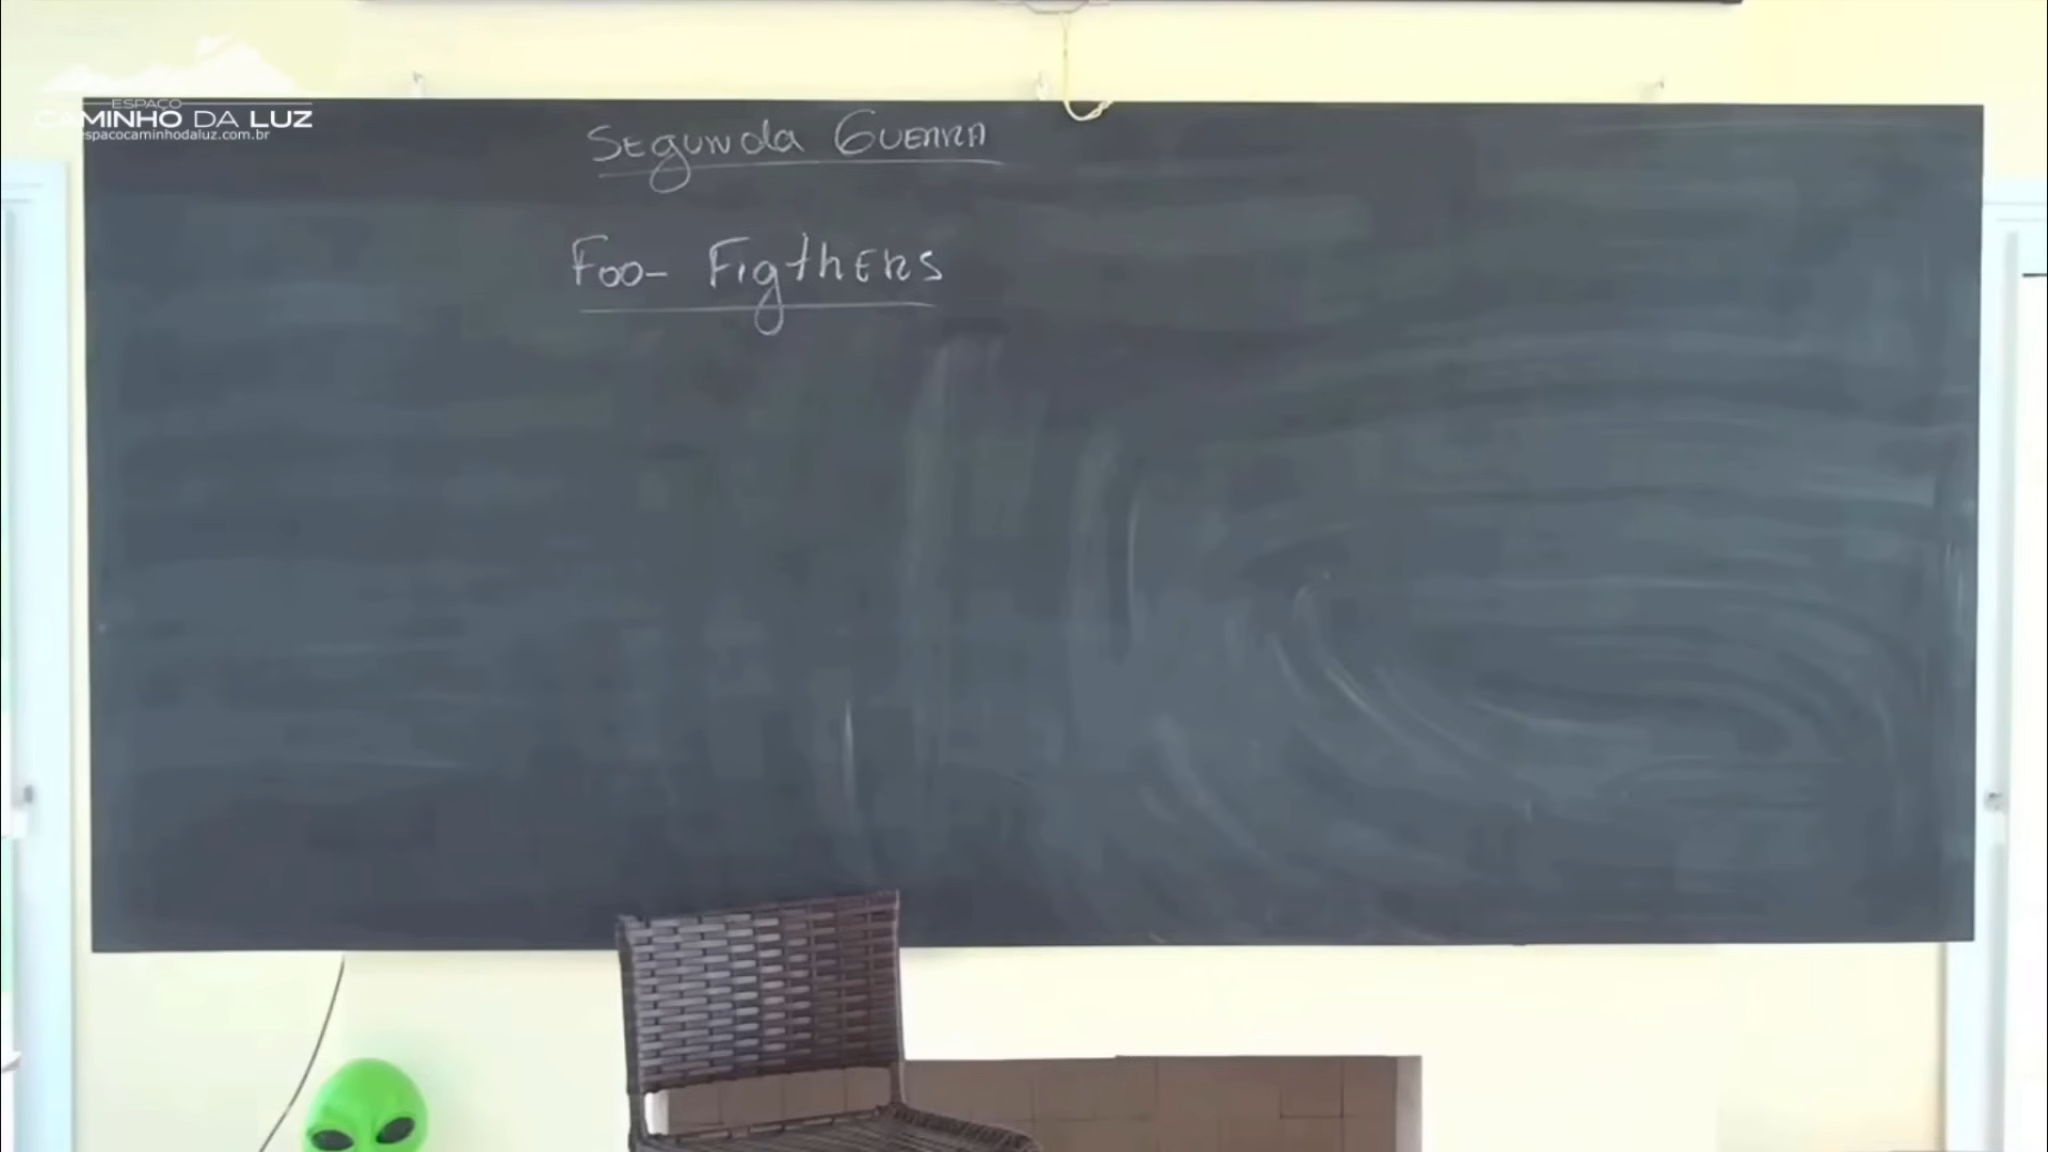 ESPAÇO
CAMINHO DA LUZ
espacocaminhodaluz.com.br
SEgunda GUERRA
Foo- FigthERs